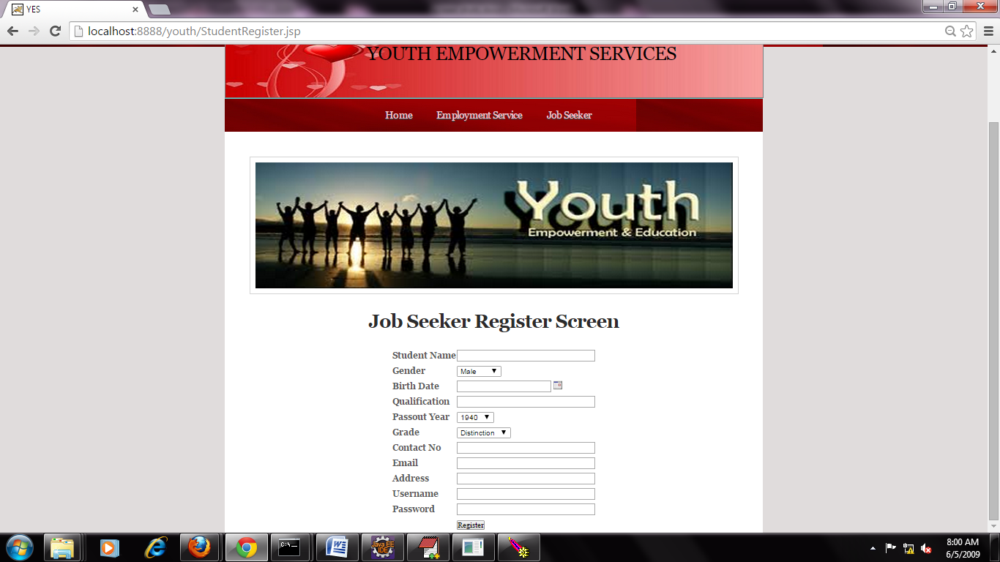 YES
localhost:8888/youth/StudentRegister.jsp
YOUTH EMPOWERMENT SERVICES
Home Employment Service Job Seeker
Youth
Empowerment & Education
Job Seeker Register Screen
Student Name
Gender Male
Birth Date
Qualification
Passout Year 1940
Grade Distinction
Contact No
Email
Address
Username
Password
Register
C:\.
Java EE
IDE
8:00 AM
6/5/2009